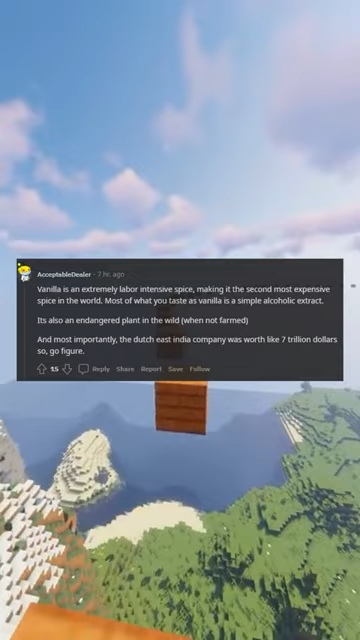 AcceptableDealer · 7 hr. ago
Vanilla is an extremely labor intensive spice, making it the second most expensive
spice in the world. Most of what you taste as vanilla is a simple alcoholic extract.
Its also an endangered plant in the wild (when not farmed)
And most importantly, the dutch east india company was worth like 7 trillion dollars
so, go figure.
15 Reply Share Report Save Follow